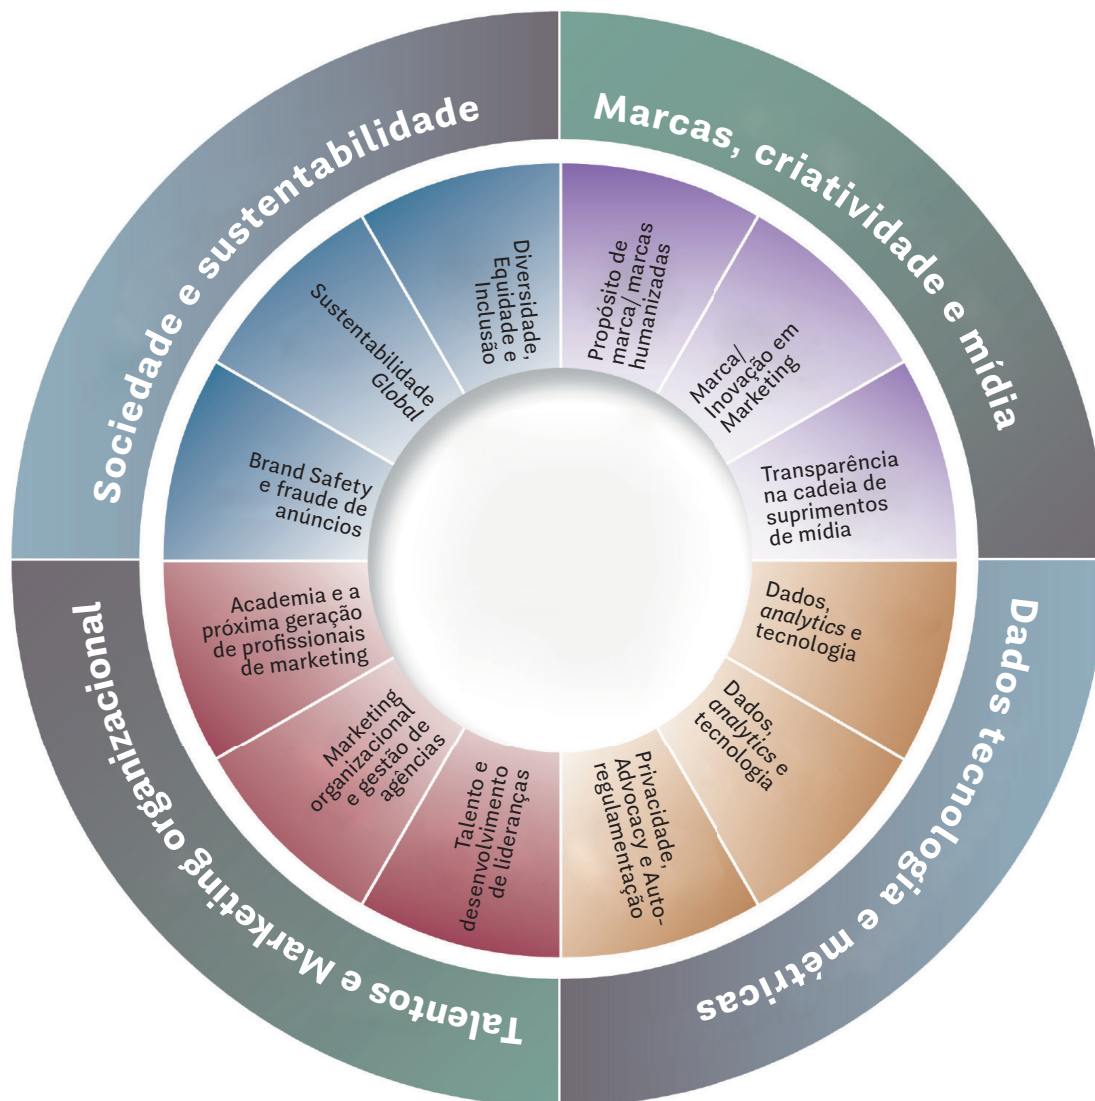 Sociedade e sustentabilidade
Marcas, criatividade e mídia
Dados tecnologia e métricas
Talentos e Marketing organizacional
Propósito de
marca/ marcas
humanizadas
Marca/
Inovação em
Marketing
Transparência
na cadeia de
suprimentos
de mídia
Dados,
analytics e
tecnologia
Dados,
analytics e
tecnologia
Privacidade,
Advocacy e Auto-
regulamentação
Talento e
desenvolvimento
de lideranças
Marketing
organizacional
e gestão de
agências
Academia e a
próxima geração
de profissionais
de marketing
Brand Safety
e fraude de
anúncios
Sustentabilidade
Global
Diversidade,
Equidade e
Inclusão